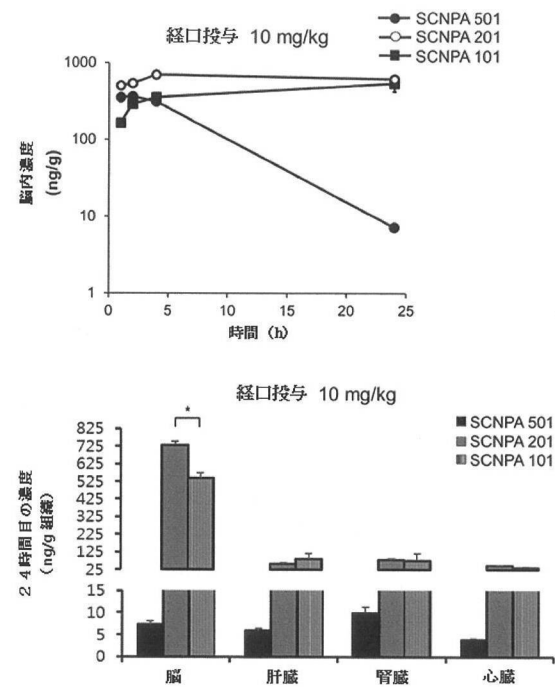 経口投与 10 mg/kg
SCNPA 501
SCNPA 201
SCNPA 101
脳内濃度
(ng/g)
1000
100
10
1
0 5 10 15 20 25
時間（h）
経口投与 10 mg/kg
SCNPA 501
SCNPA 201
SCNPA 101
*
２４時間目の濃度
（ng/g 組織）
825
725
625
525
425
325
225
125
25
15
10
5
0
脳 肝臓 腎臓 心臓